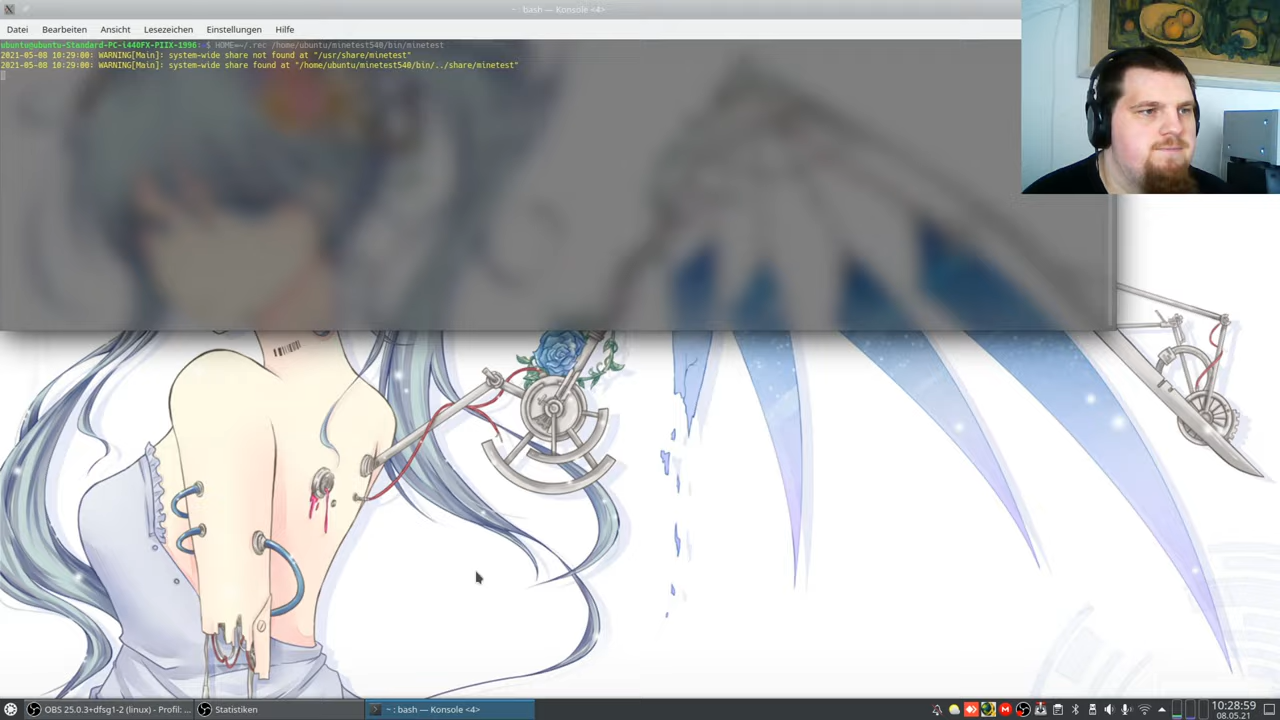 ~ : bash — Konsole <4>
Datei Bearbeiten Ansicht Lesezeichen Einstellungen Hilfe
ubuntu@ubuntu-Standard-PC-i440FX-PIIX-1996:~$ HOME=~/.rec /home/ubuntu/minetest540/bin/minetest
2021-05-08 10:29:00: WARNING[Main]: system-wide share not found at "/usr/share/minetest"
2021-05-08 10:29:00: WARNING[Main]: system-wide share found at "/home/ubuntu/minetest540/bin/../share/minetest"
OBS 25.0.3+dfsg1-2 (linux) - Profil: ...
Statistiken
~ : bash — Konsole <4>
10:28:59
08.05.21